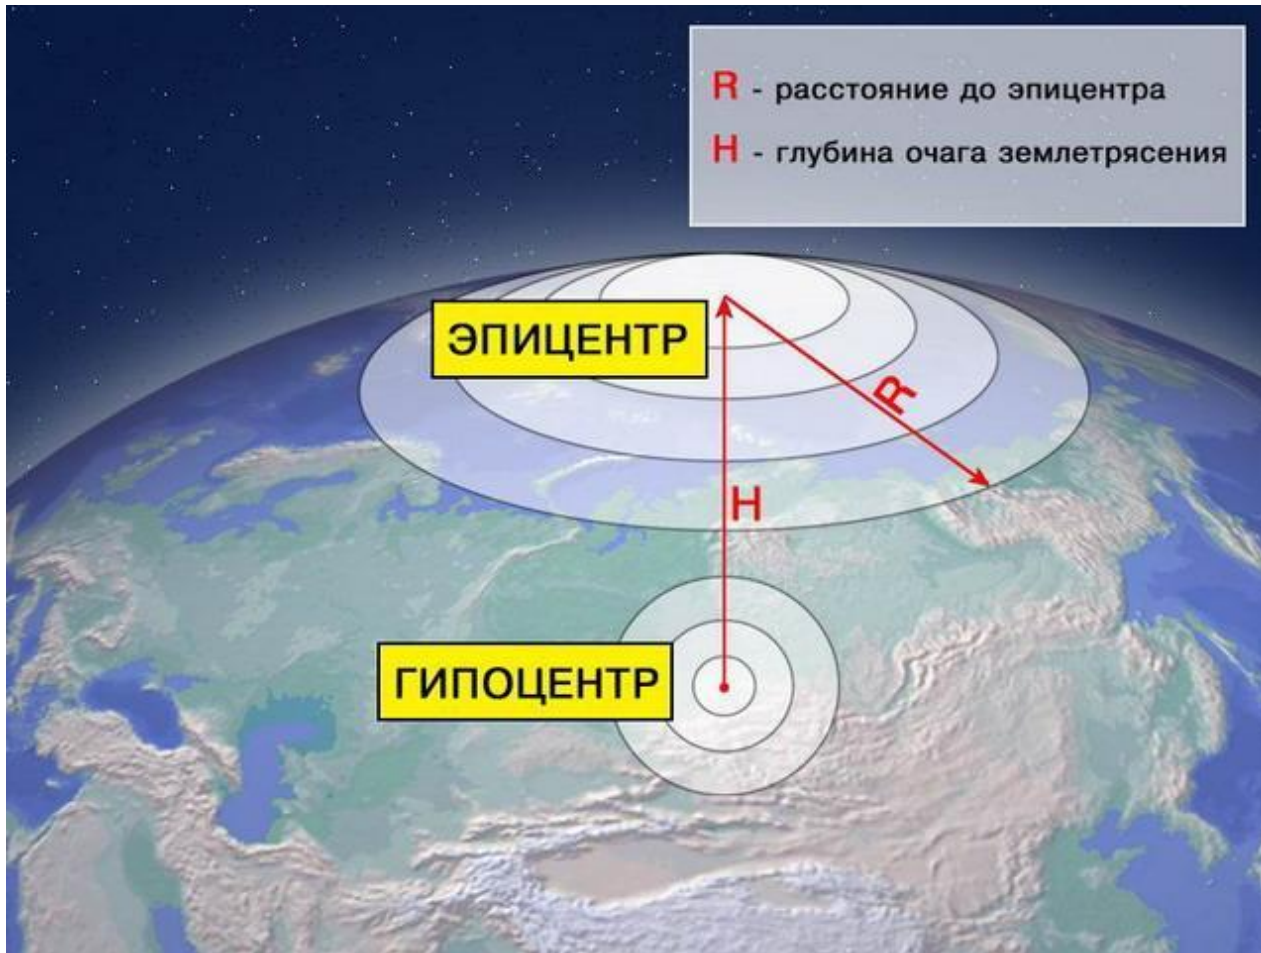 R - расстояние до эпицентра
H - глубина очага землетрясения
ЭПИЦЕНТР
R
H
ГИПОЦЕНТР